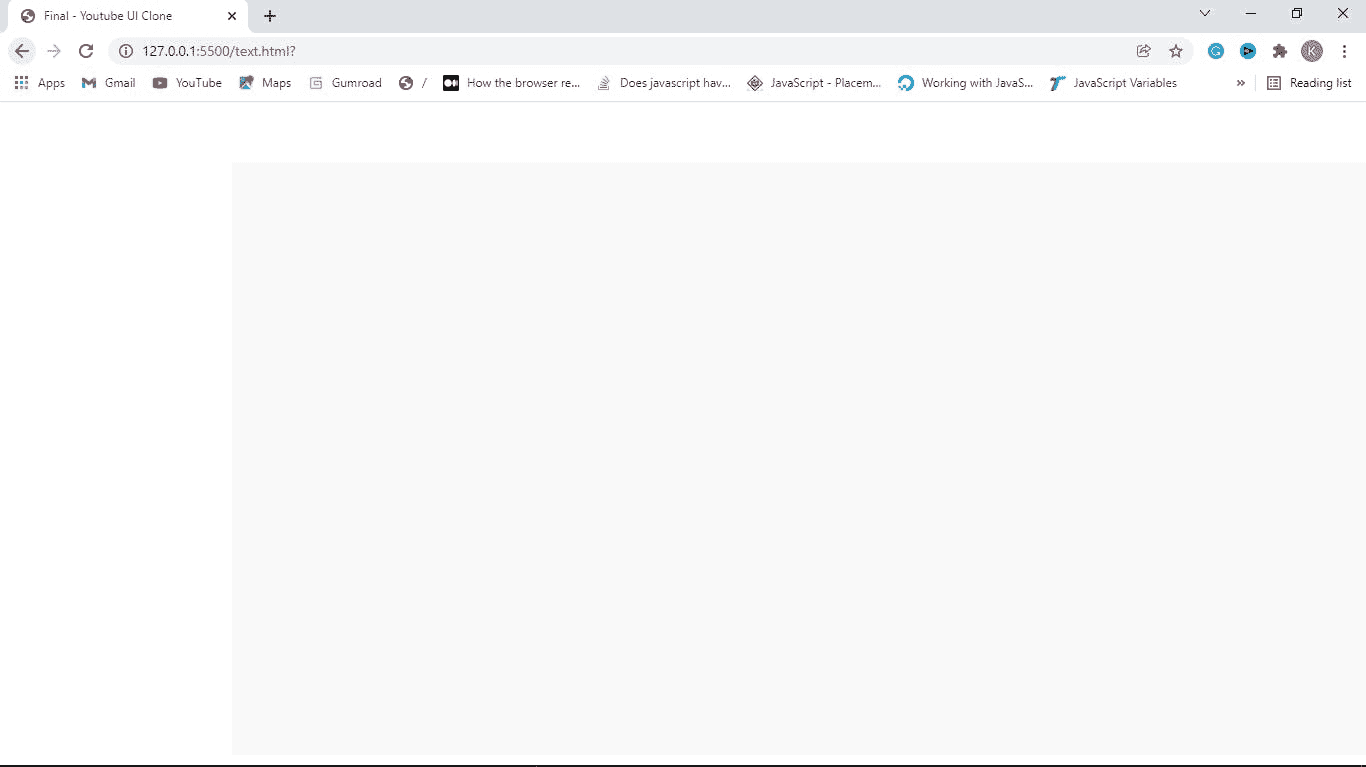 Final - Youtube UI Clone
127.0.0.1:5500/text.html?
K
Apps Gmail YouTube Maps Gumroad / How the browser re... Does javascript hav... JavaScript - Placem... Working with JavaS... JavaScript Variables » Reading list